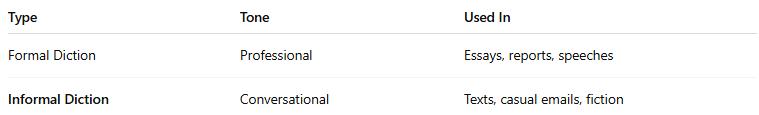 Type Tone Used In
Formal Diction Professional Essays, reports, speeches
Informal Diction Conversational Texts, casual emails, fiction